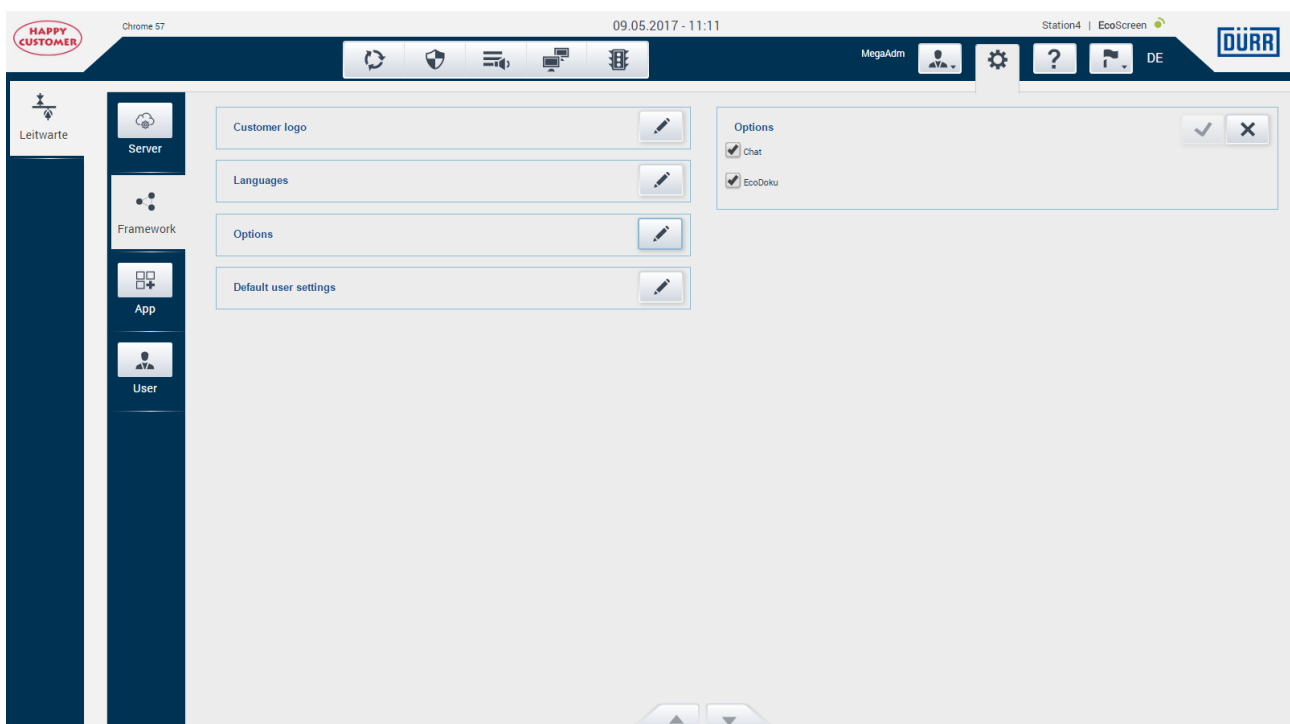 HAPPY
CUSTOMER
Chrome 57
09.05.2017 - 11:11
Station4 | EcoScreen
DÜRR
MegaAdm
?
DE
Leitwarte
Server
Framework
App
User
Customer logo
Languages
Options
Default user settings
Options
Chat
EcoDoku